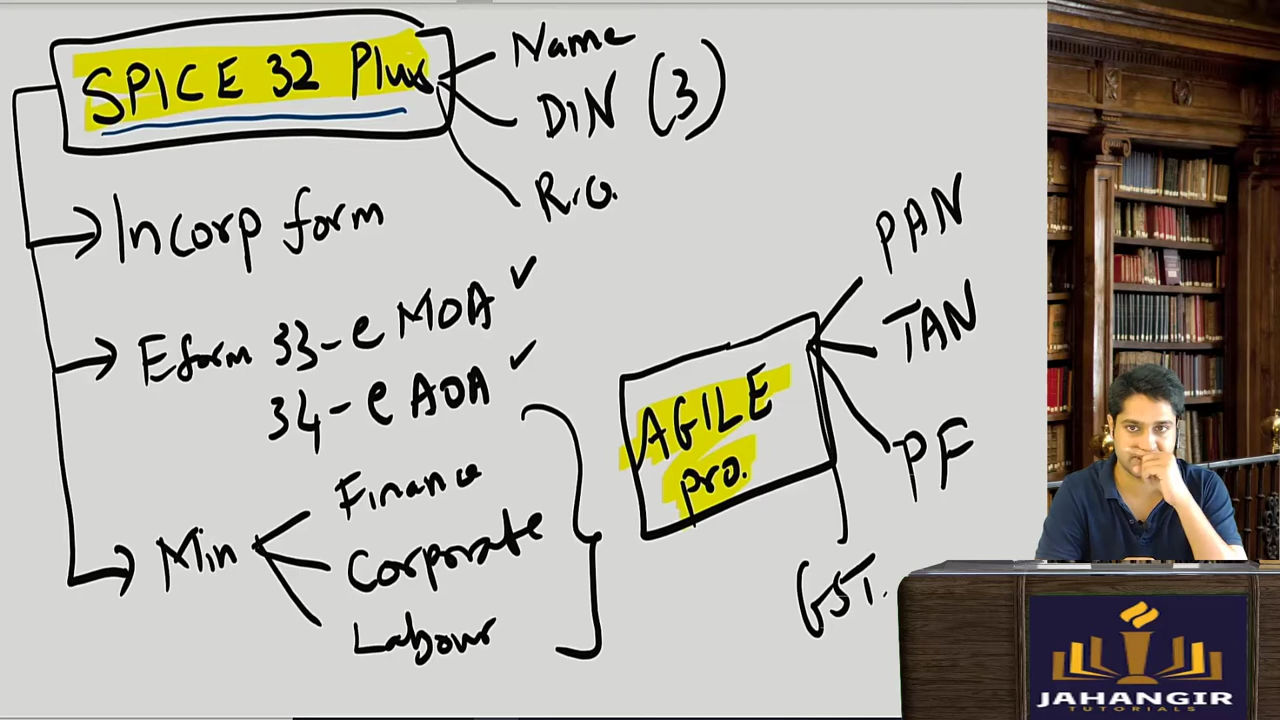 SPICE 32 Plus
Name
DIN (3)
R.O.
Incorp form
Eform 33-e MOA ✓
34-e AOA ✓
Min
Finance
Corporate
Labour
AGILE
pro.
PAN
TAN
PF
GST.
JAHANGIR
TUTORIALS